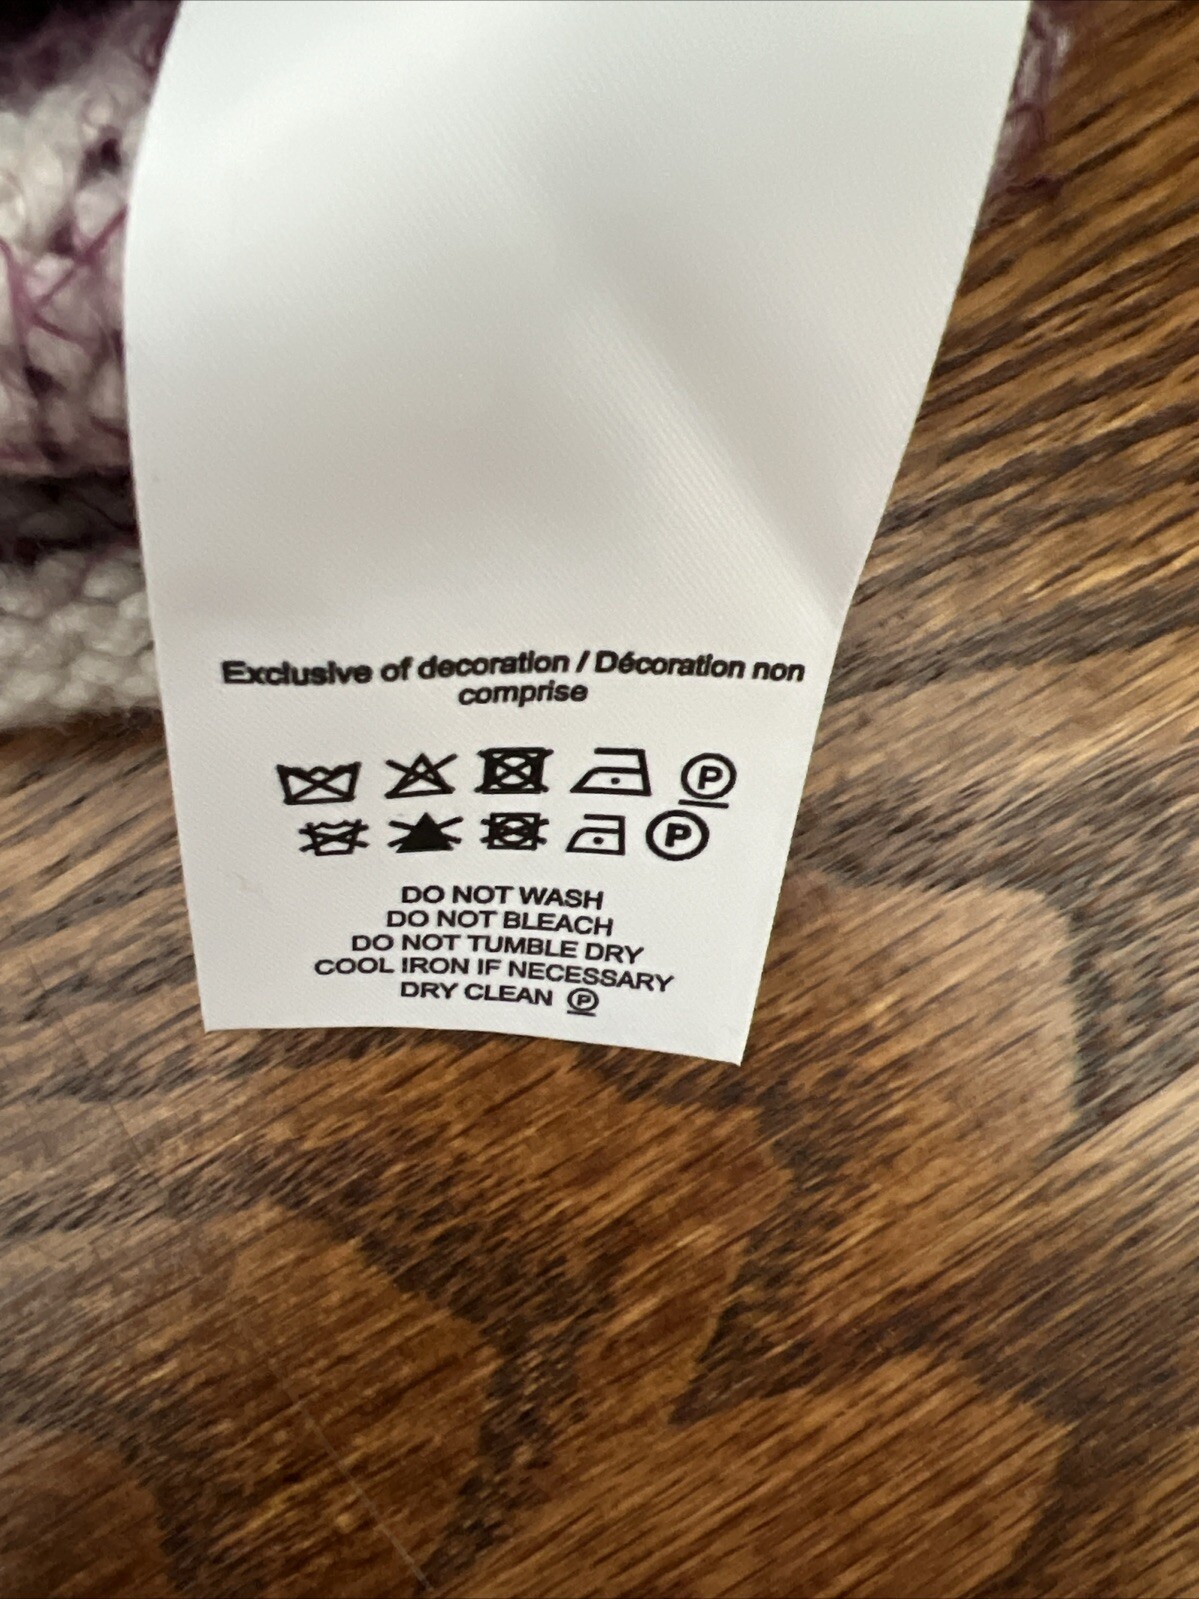 Exclusive of decoration / Décoration non
comprise
P
P
DO NOT WASH
DO NOT BLEACH
DO NOT TUMBLE DRY
COOL IRON IF NECESSARY
DRY CLEAN P